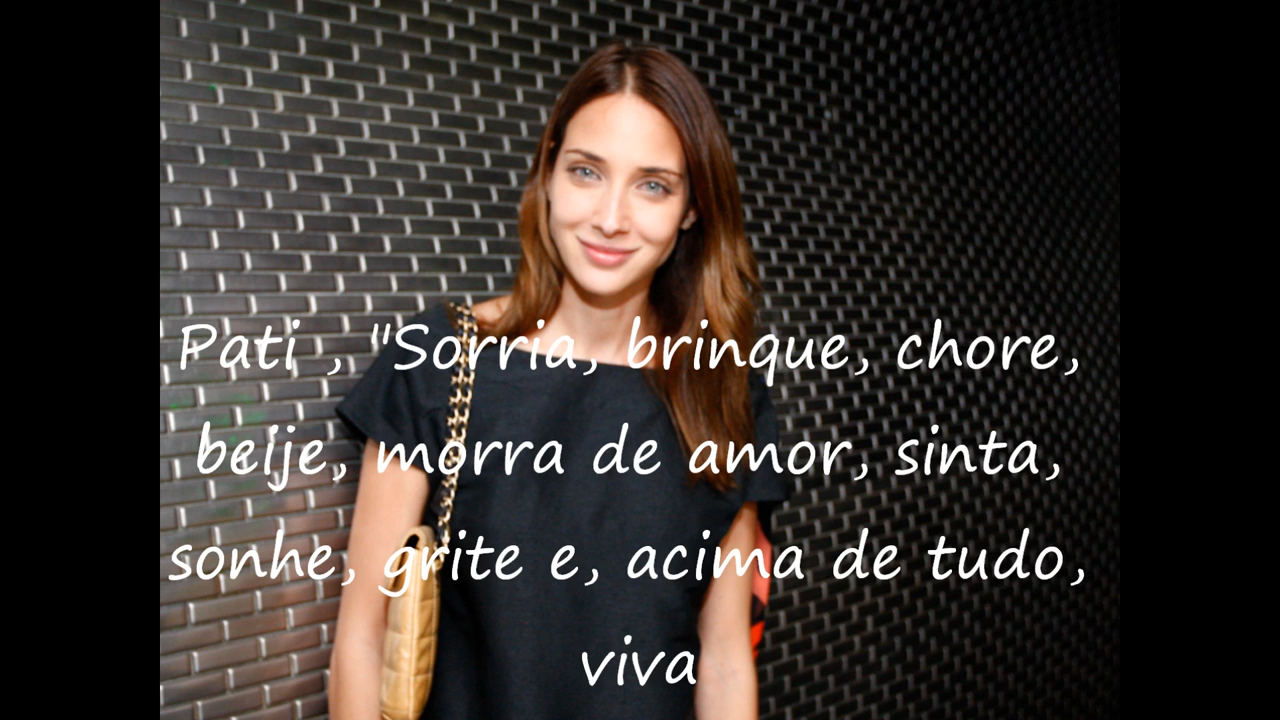 Pati , "Sorria, brinque, chore,
beije, morra de amor, sinta,
sonhe, grite e, acima de tudo,
viva